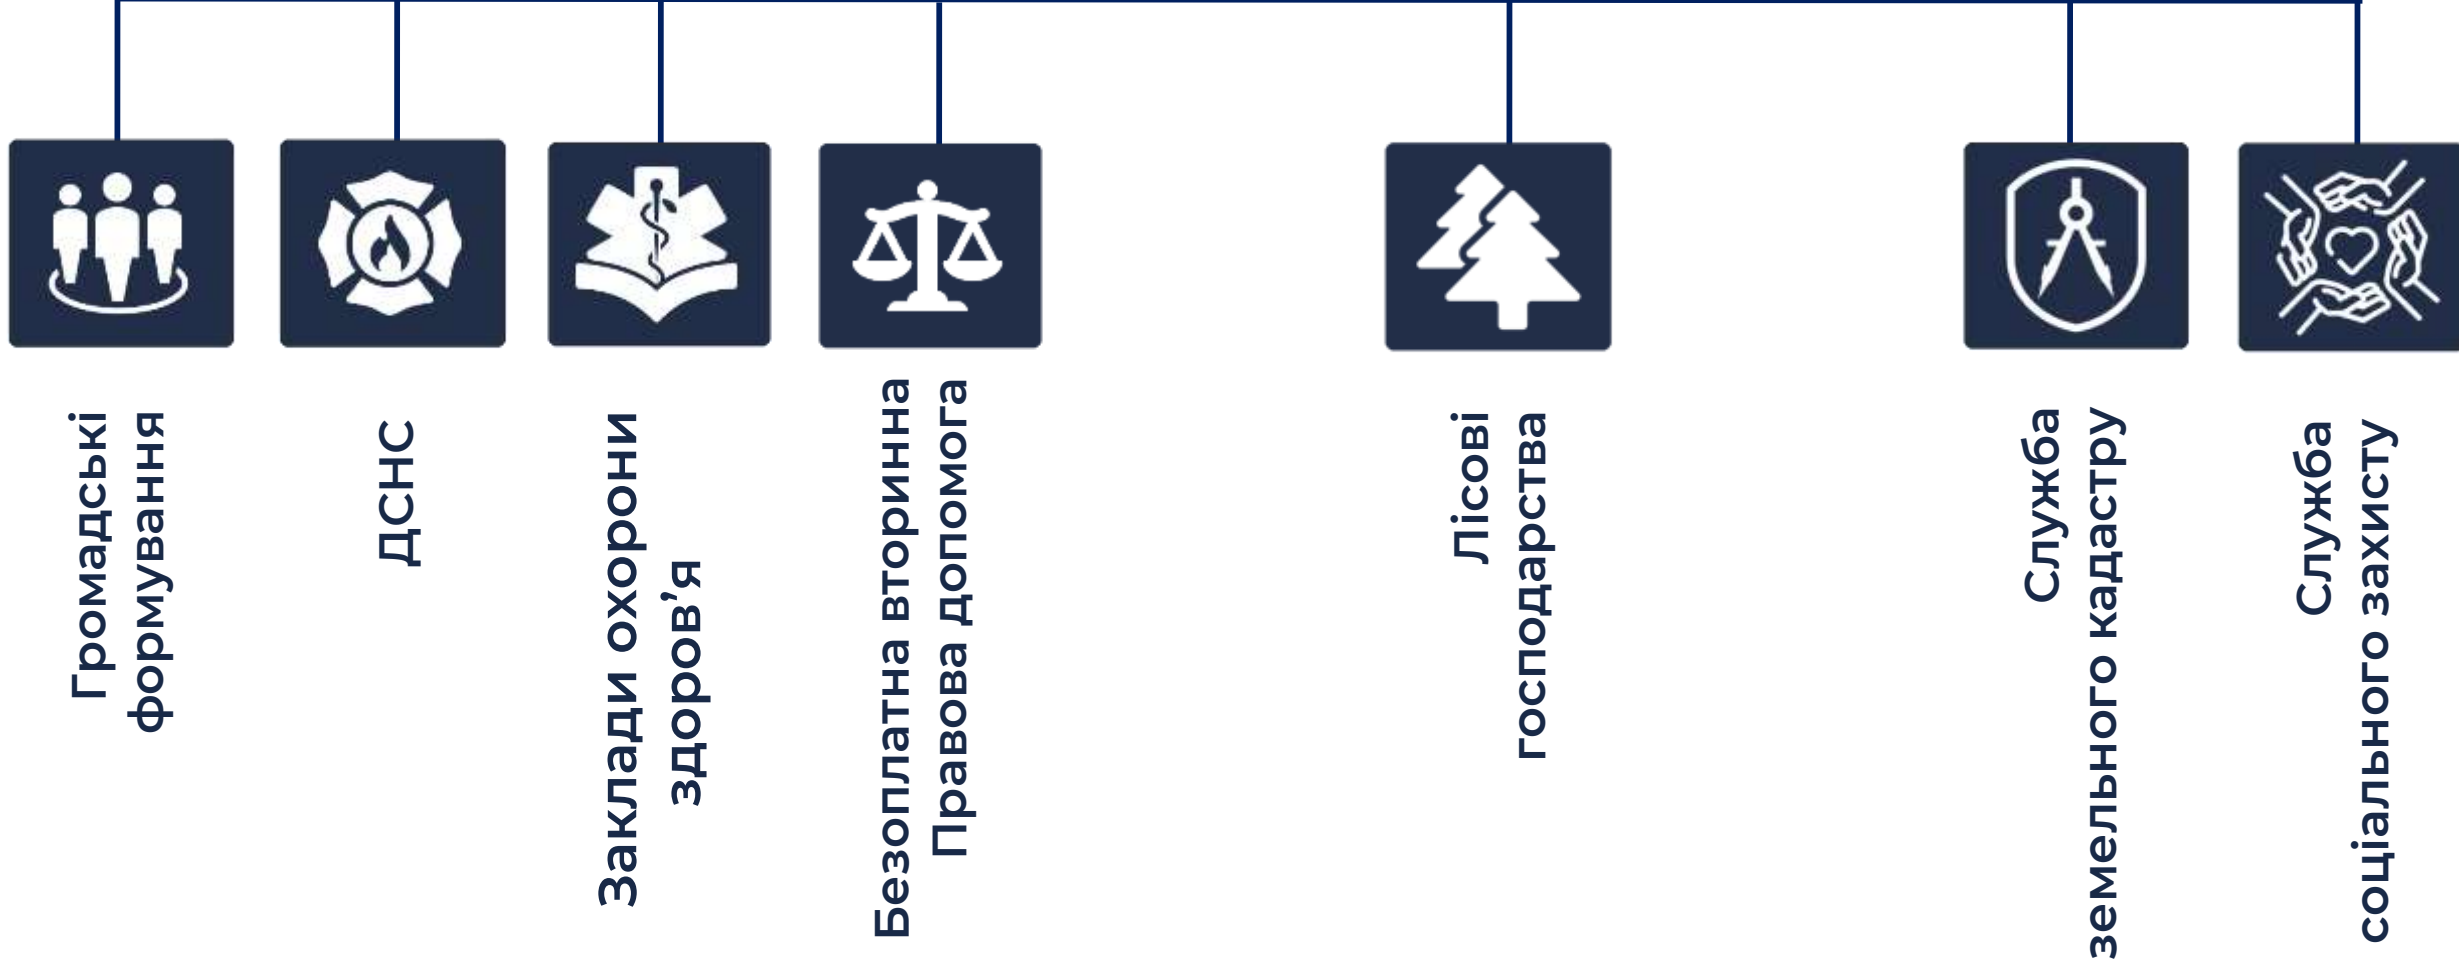 Громадські
формування
ДСНС
Заклади охорони
здоров’я
Безоплатна вторинна
Правова допомога
Лісові
господарства
Служба
земельного кадастру
Служба
соціального захисту